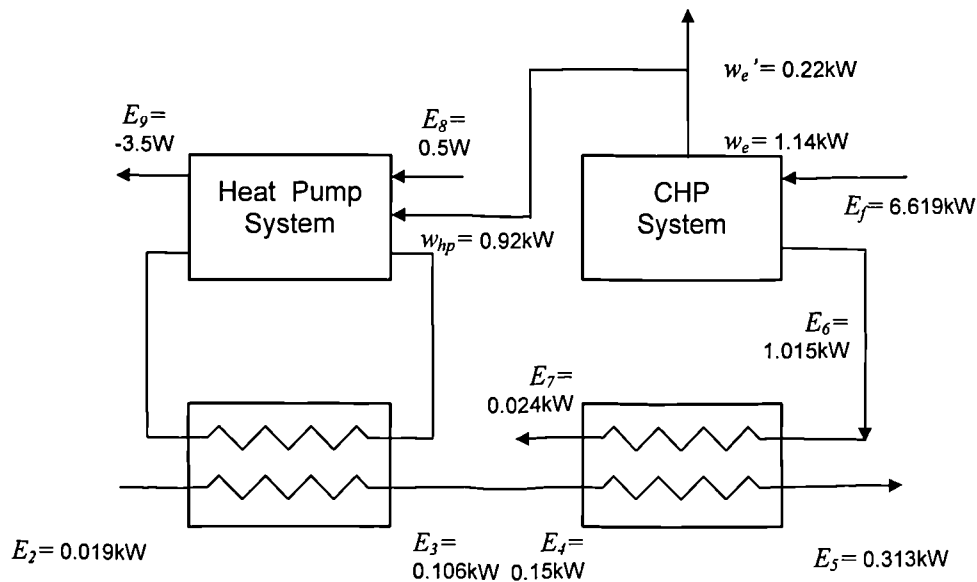 w_e'= 0.22kW
E_9=
-3.5W
E_8=
0.5W
w_e= 1.14kW
Heat Pump
System
CHP
System
E_f= 6.619kW
w_hp= 0.92kW
E_6=
1.015kW
E_7=
0.024kW
E_2= 0.019kW
E_3=
0.106kW
E_4=
0.15kW
E_5= 0.313kW